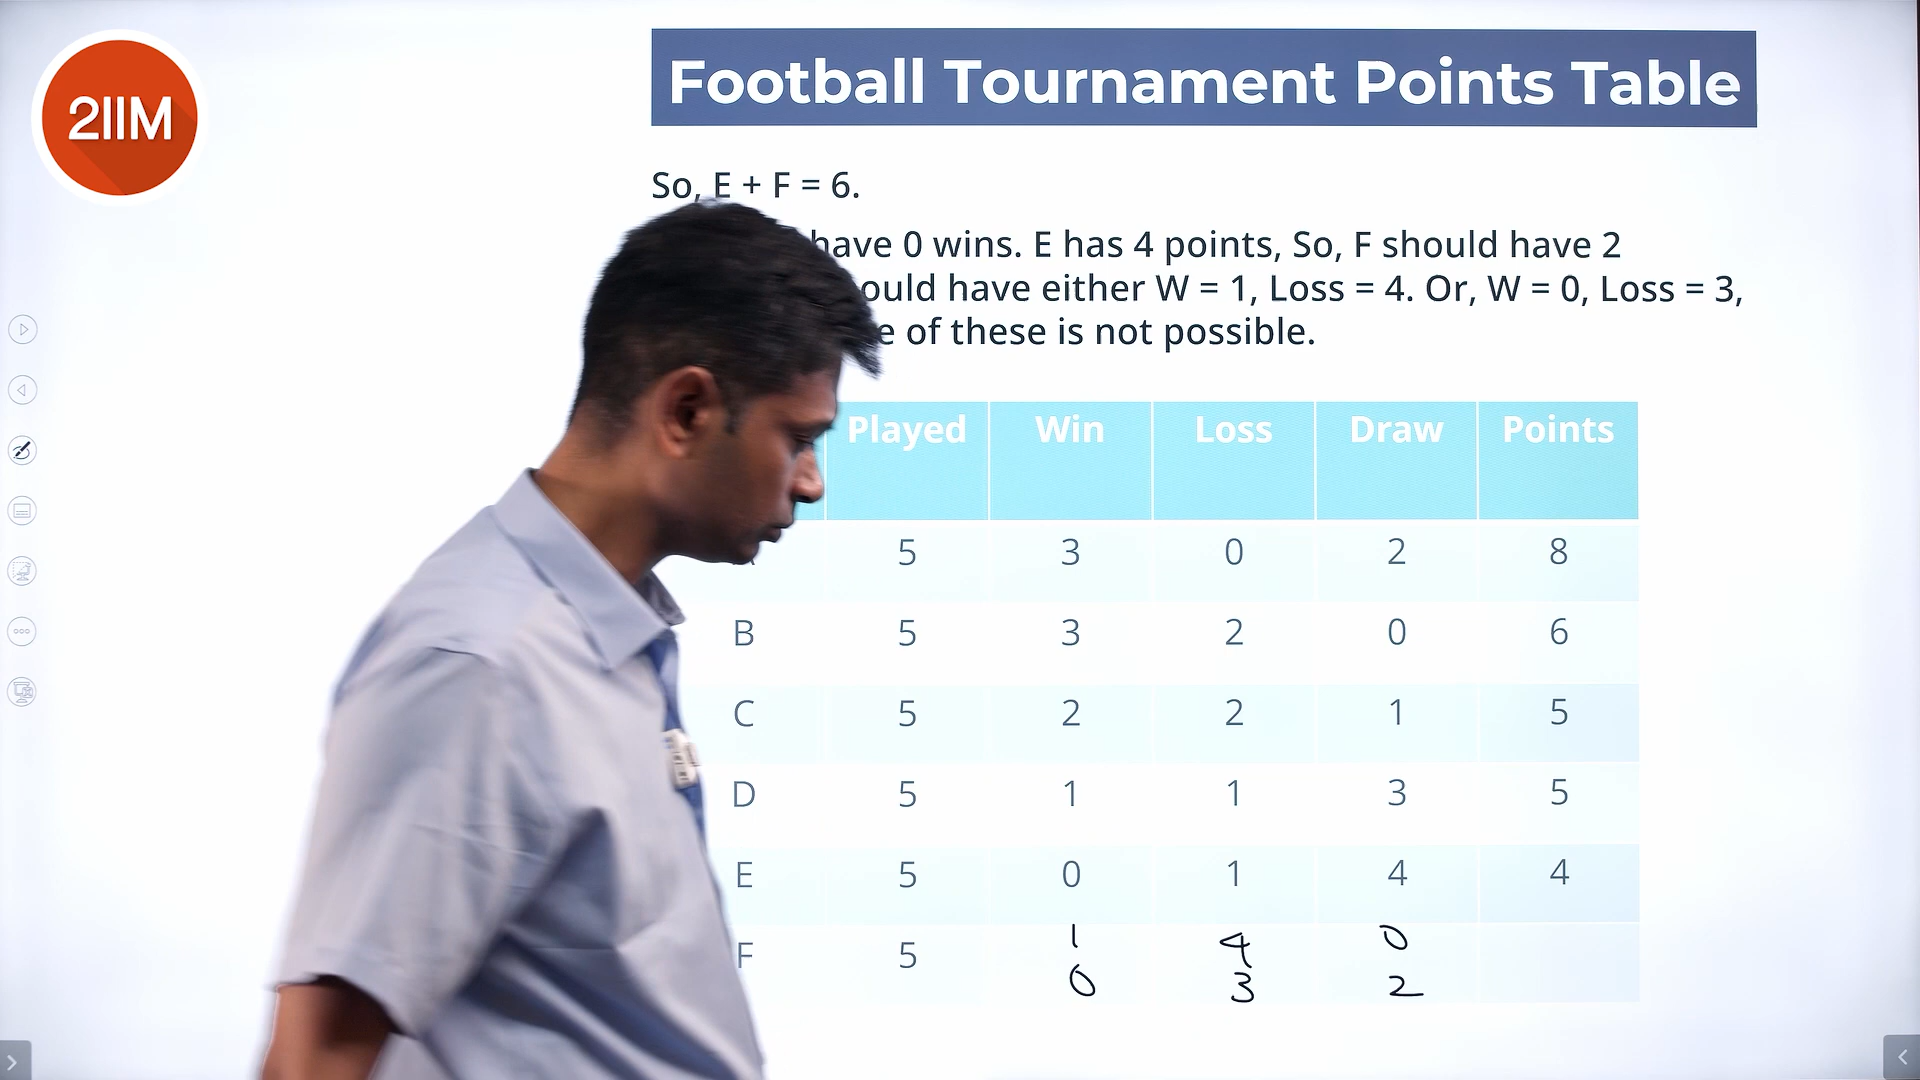 2IIM
Football Tournament Points Table
So, E + F = 6.
have 0 wins. E has 4 points, So, F should have 2
ould have either W = 1, Loss = 4. Or, W = 0, Loss = 3,
e of these is not possible.
Played Win Loss Draw Points
5 3 0 2 8
B 5 3 2 0 6
C 5 2 2 1 5
D 5 1 1 3 5
E 5 0 1 4 4
1 4 0
F 5
0 3 2